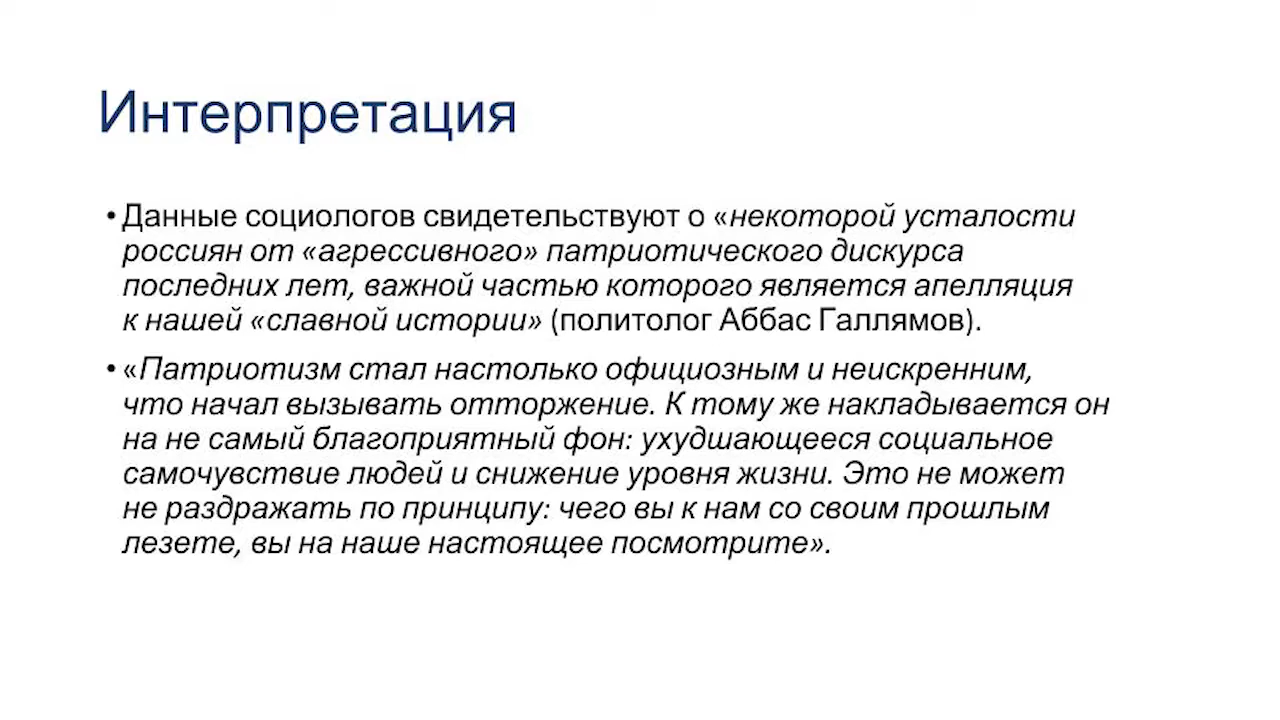 Интерпретация
• Данные социологов свидетельствуют о «некоторой усталости
россиян от «агрессивного» патриотического дискурса
последних лет, важной частью которого является апелляция
к нашей «славной истории» (политолог Аббас Галлямов).
• «Патриотизм стал настолько официозным и неискренним,
что начал вызывать отторжение. К тому же накладывается он
на не самый благоприятный фон: ухудшающееся социальное
самочувствие людей и снижение уровня жизни. Это не может
не раздражать по принципу: чего вы к нам со своим прошлым
лезете, вы на наше настоящее посмотрите».